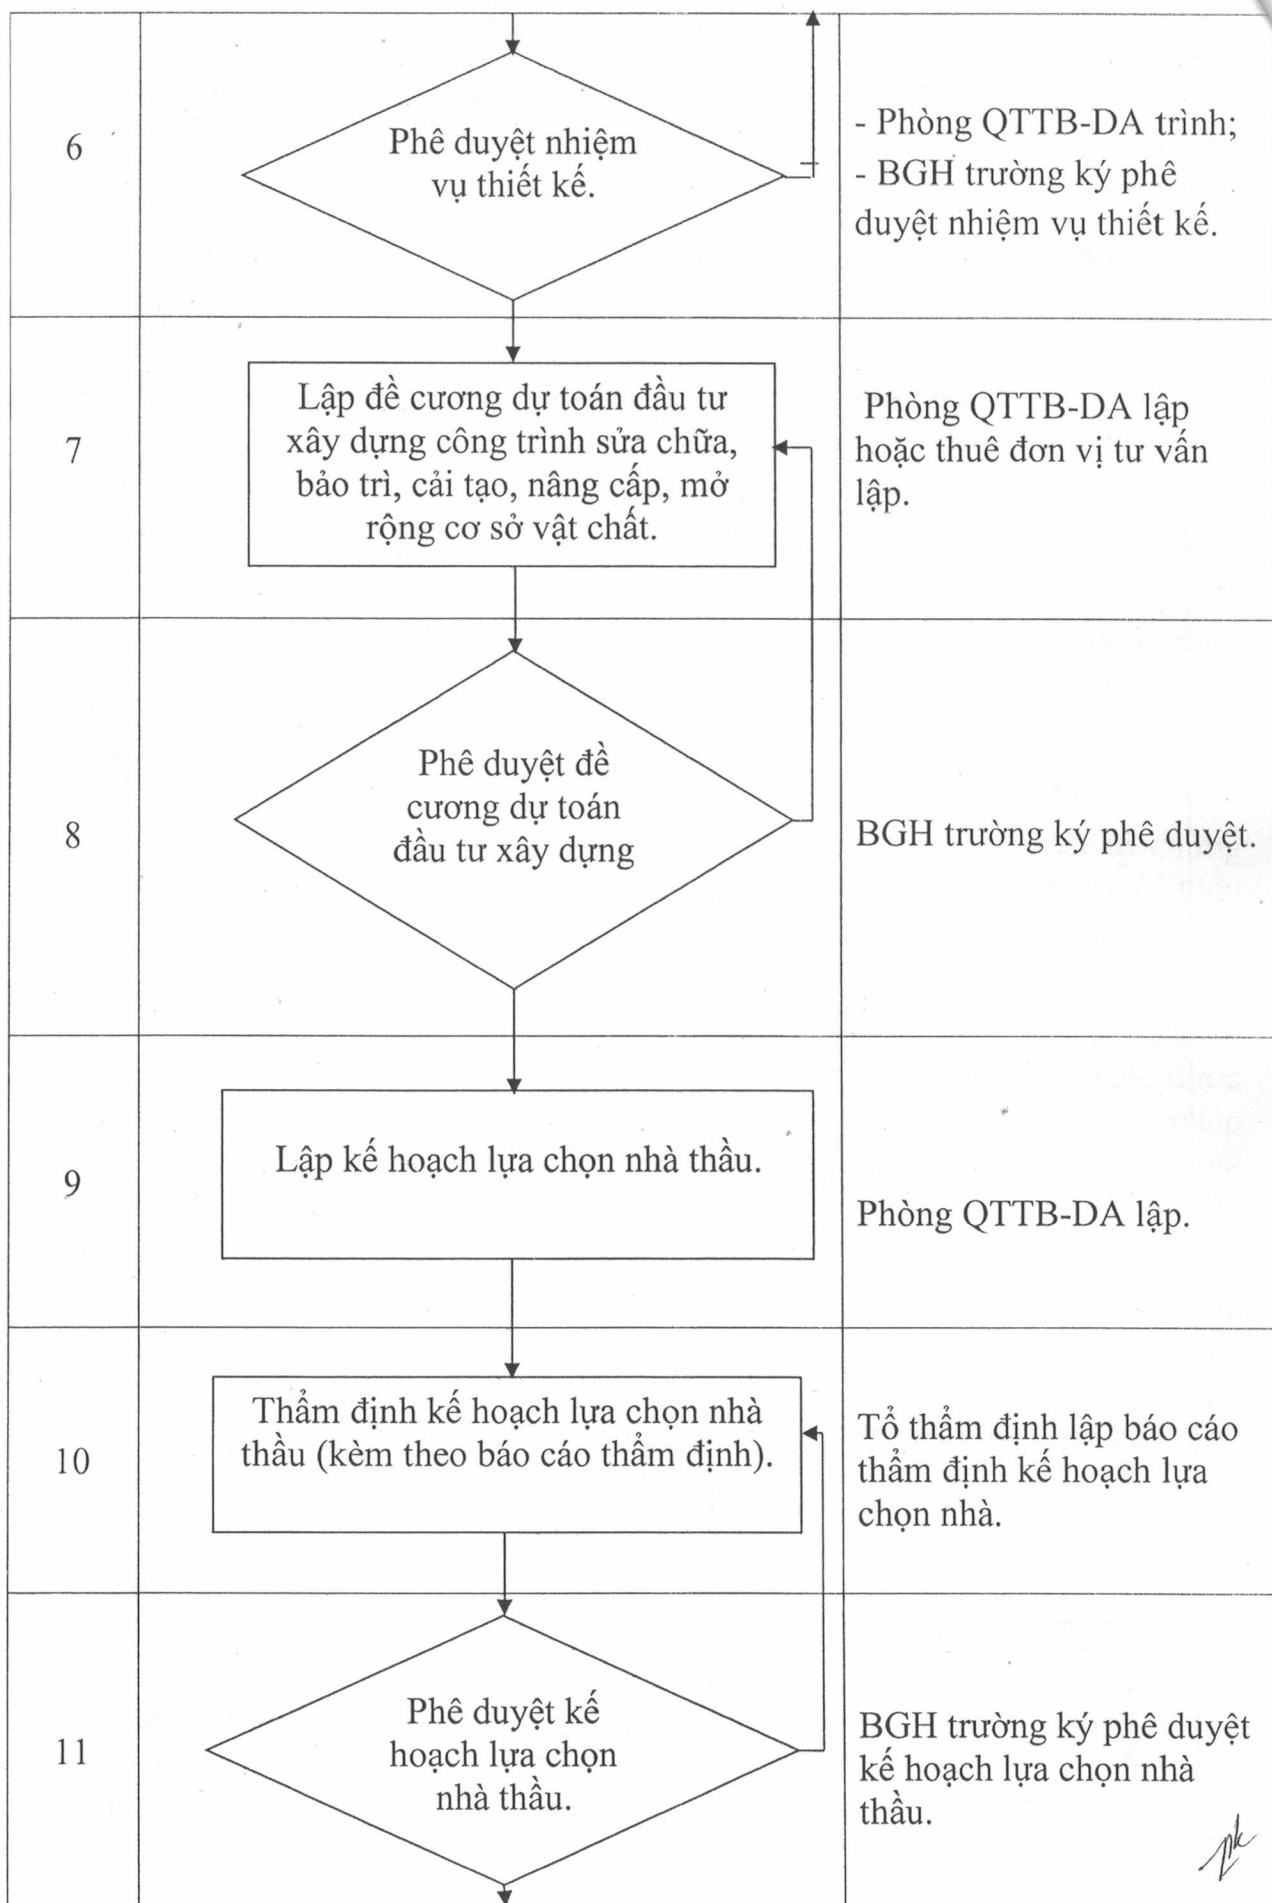 6
Phê duyệt nhiệm
vụ thiết kế.
- Phòng QTTB-DA trình;
- BGH trường ký phê
duyệt nhiệm vụ thiết kế.
7
Lập đề cương dự toán đầu tư
xây dựng công trình sửa chữa,
bảo trì, cải tạo, nâng cấp, mở
rộng cơ sở vật chất.
Phòng QTTB-DA lập
hoặc thuê đơn vị tư vấn
lập.
8
Phê duyệt đề
cương dự toán
đầu tư xây dựng
BGH trường ký phê duyệt.
9
Lập kế hoạch lựa chọn nhà thầu.
Phòng QTTB-DA lập.
10
Thẩm định kế hoạch lựa chọn nhà
thầu (kèm theo báo cáo thẩm định).
Tổ thẩm định lập báo cáo
thẩm định kế hoạch lựa
chọn nhà.
11
Phê duyệt kế
hoạch lựa chọn
nhà thầu.
BGH trường ký phê duyệt
kế hoạch lựa chọn nhà
thầu.